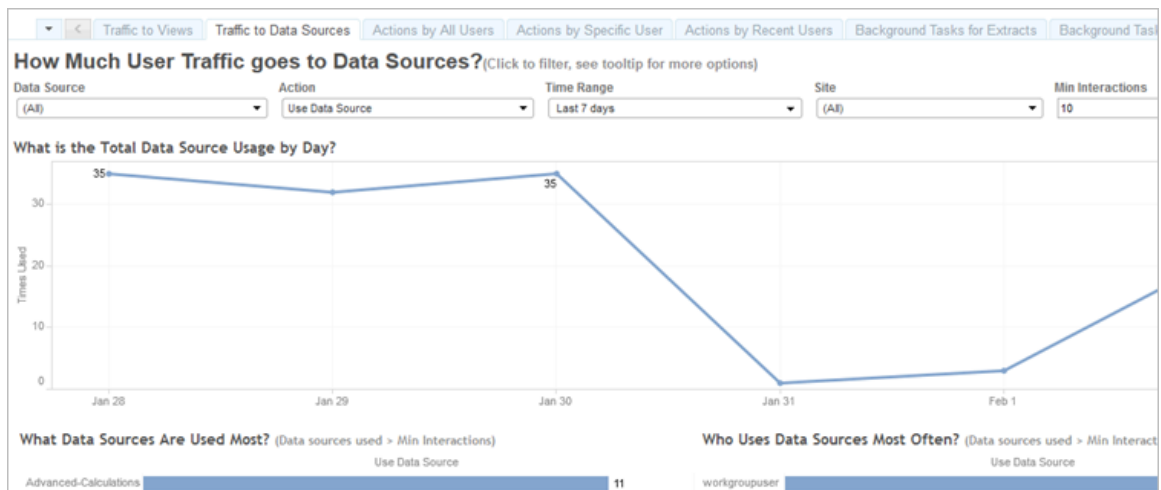 Traffic to Views Traffic to Data Sources Actions by All Users Actions by Specific User Actions by Recent Users Background Tasks for Extracts Background Tas
How Much User Traffic goes to Data Sources?(Click to filter, see tooltip for more options)
Data Source Action Time Range Site Min Interactions
(All) Use Data Source Last 7 days (All) 10
What is the Total Data Source Usage by Day?
35
35
30
20
10
0
Times Used
Jan 28 Jan 29 Jan 30 Jan 31 Feb 1
What Data Sources Are Used Most? (Data sources used > Min Interactions) Who Uses Data Sources Most Often? (Data sources used > Min Interact
Use Data Source Use Data Source
Advanced-Calculations 11 workgroupuser